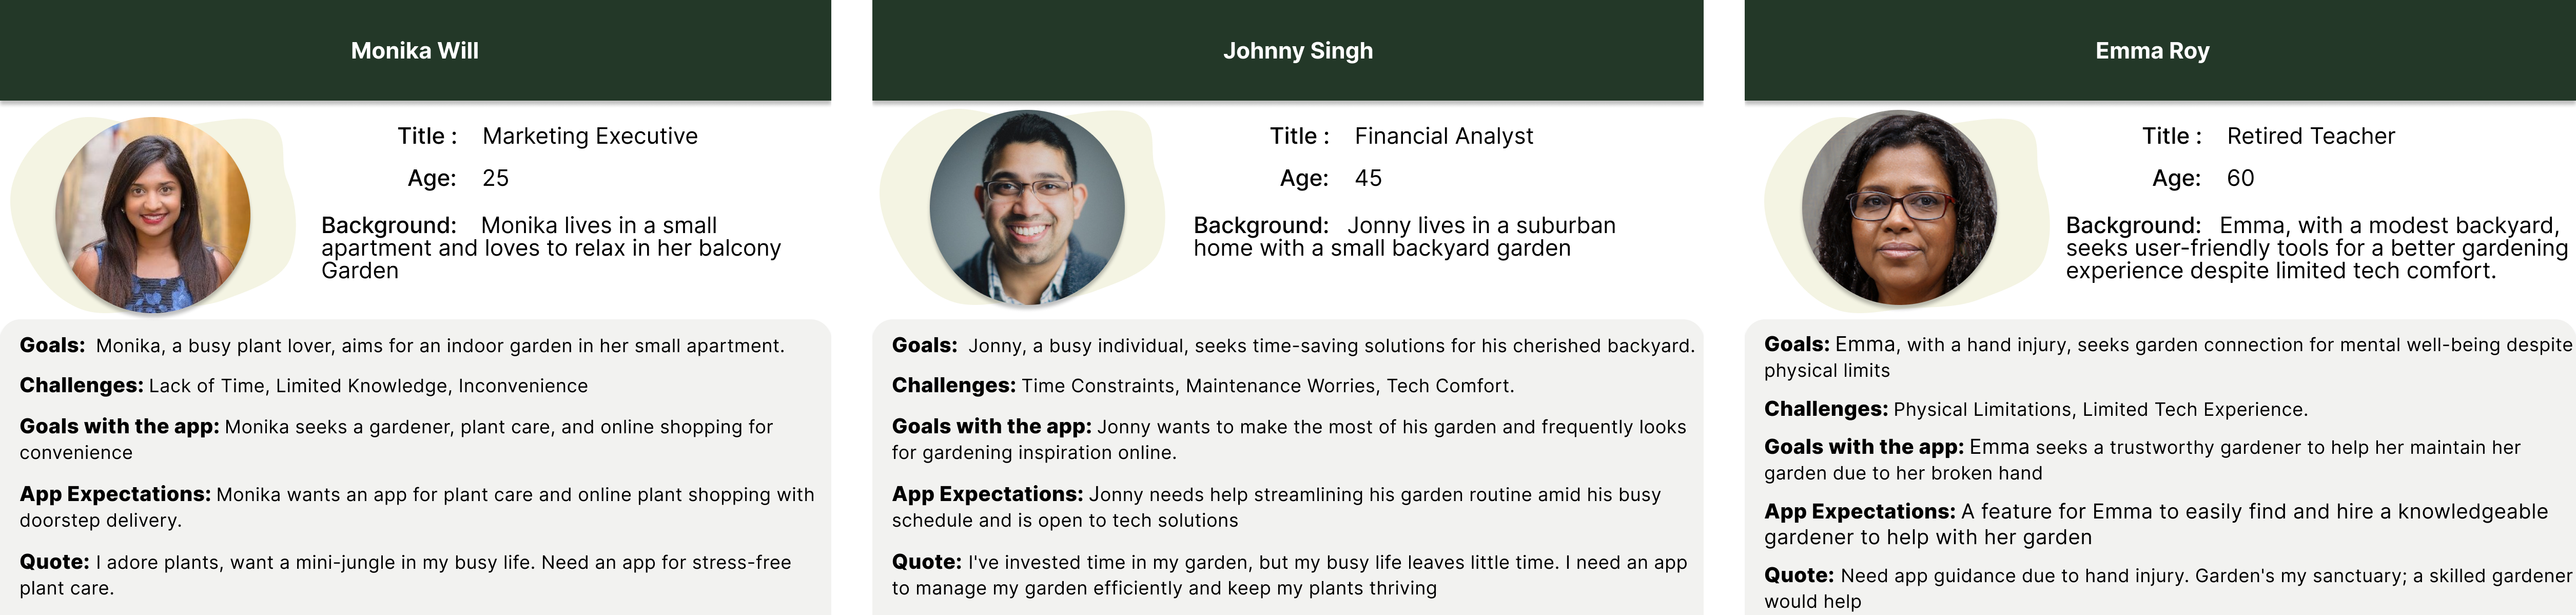 Monika Will
Title : Marketing Executive
Age: 25
Background: Monika lives in a small
apartment and loves to relax in her balcony
Garden
Goals: Monika, a busy plant lover, aims for an indoor garden in her small apartment.
Challenges: Lack of Time, Limited Knowledge, Inconvenience
Goals with the app: Monika seeks a gardener, plant care, and online shopping for
convenience
App Expectations: Monika wants an app for plant care and online plant shopping with
doorstep delivery.
Quote: I adore plants, want a mini-jungle in my busy life. Need an app for stress-free
plant care.
Johnny Singh
Title : Financial Analyst
Age: 45
Background: Jonny lives in a suburban
home with a small backyard garden
Goals: Jonny, a busy individual, seeks time-saving solutions for his cherished backyard.
Challenges: Time Constraints, Maintenance Worries, Tech Comfort.
Goals with the app: Jonny wants to make the most of his garden and frequently looks
for gardening inspiration online.
App Expectations: Jonny needs help streamlining his garden routine amid his busy
schedule and is open to tech solutions
Quote: I've invested time in my garden, but my busy life leaves little time. I need an app
to manage my garden efficiently and keep my plants thriving
Emma Roy
Title : Retired Teacher
Age: 60
Background: Emma, with a modest backyard,
seeks user-friendly tools for a better gardening
experience despite limited tech comfort.
Goals: Emma, with a hand injury, seeks garden connection for mental well-being despite
physical limits
Challenges: Physical Limitations, Limited Tech Experience.
Goals with the app: Emma seeks a trustworthy gardener to help her maintain her
garden due to her broken hand
App Expectations: A feature for Emma to easily find and hire a knowledgeable
gardener to help with her garden
Quote: Need app guidance due to hand injury. Garden's my sanctuary; a skilled gardener
would help